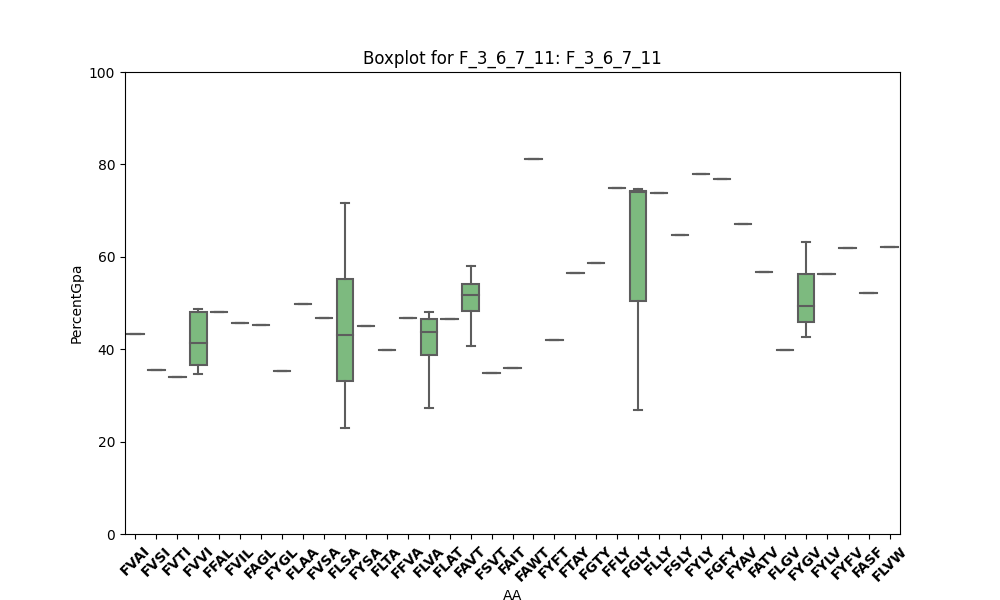 Boxplot for F_3_6_7_11: F_3_6_7_11
100
80
60
40
20
0
PercentGpa
FVAI FVSI FVTI FVVI FFAL FVIL FAGL FYGL FLAA FVSA FLSA FYSA FLTA FFVA FLVA FLAT FAVT FSVT FAIT FAWT FYFT FTAY FGTY FFLY FGLY FLLY FSLY FYLY FGFY FYAV FATV FLGV FYGV FYLV FYFV FASF FLVW
AA